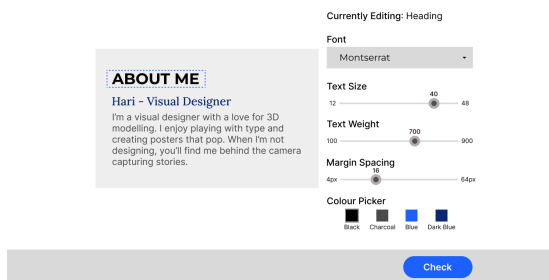 Currently Editing: Heading
Font
Montserrat
ABOUT ME
Hari - Visual Designer
I'm a visual designer with a love for 3D
modelling. I enjoy playing with type and
creating posters that pop. When I'm not
designing, you'll find me behind the camera
capturing stories.
Text Size
40
12
48
Text Weight
700
100
900
Margin Spacing
16
4px
64px
Colour Picker
Black
Charcoal
Blue
Dark Blue
Check